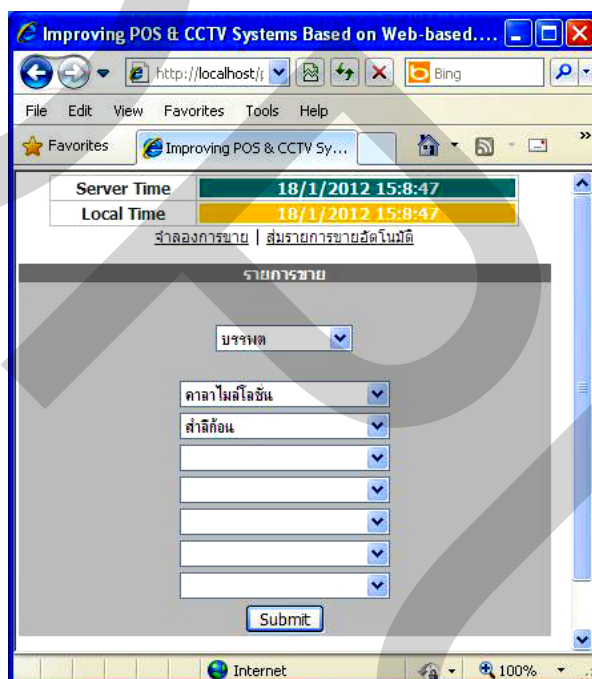 Improving POS & CCTV Systems Based on Web-based....
http://localhost/
Bing
File Edit View Favorites Tools Help
Favorites Improving POS & CCTV Sy... »
Server Time 18/1/2012 15:8:47
Local Time 18/1/2012 15:8:47
จำลองการขาย | สุ่มรายการขายอัตโนมัติ
รายการขาย
บรรพต
คาลาไมล์โลชั่น
สำลีก้อน
Submit
Internet 100%